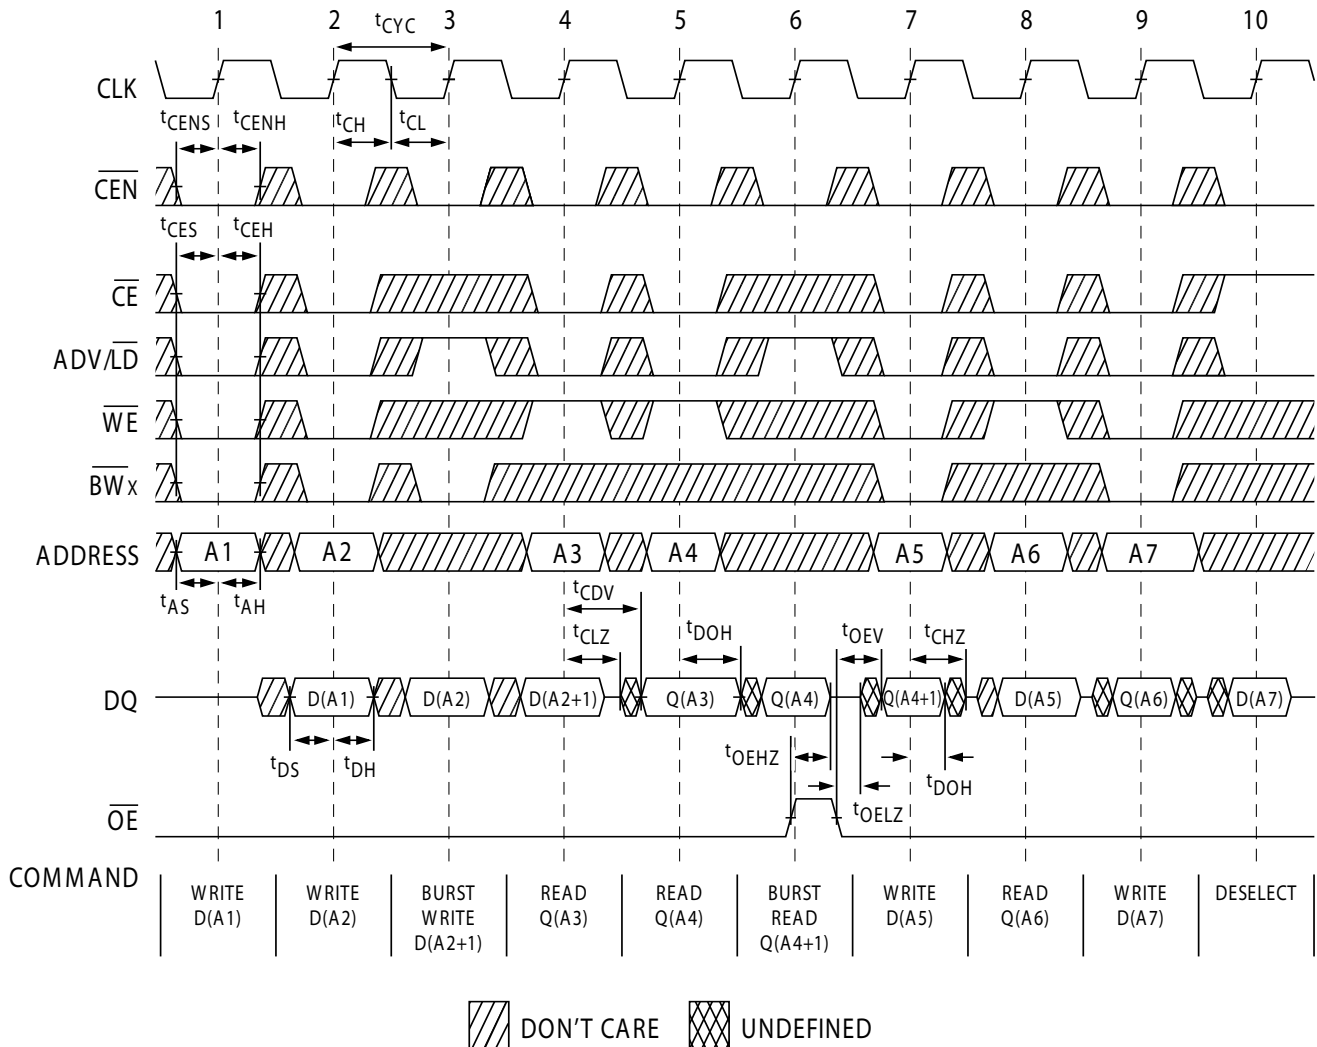 1 2 3 4 5 6 7 8 9 10
tCYC
CLK
tCENS tCENH tCH tCL
CEN
tCES tCEH
CE
ADV/LD
WE
BWx
ADDRESS A1 A2 A3 A4 A5 A6 A7
tAS tAH tCDV
tCLZ tDOH tOEV tCHZ
DQ D(A1) D(A2) D(A2+1) Q(A3) Q(A4) Q(A4+1) D(A5) Q(A6) D(A7)
tDS tDH tOEHZ tDOH
tOELZ
OE
COMMAND
WRITE D(A1)
WRITE D(A2)
BURST WRITE D(A2+1)
READ Q(A3)
READ Q(A4)
BURST READ Q(A4+1)
WRITE D(A5)
READ Q(A6)
WRITE D(A7)
DESELECT
DON'T CARE UNDEFINED